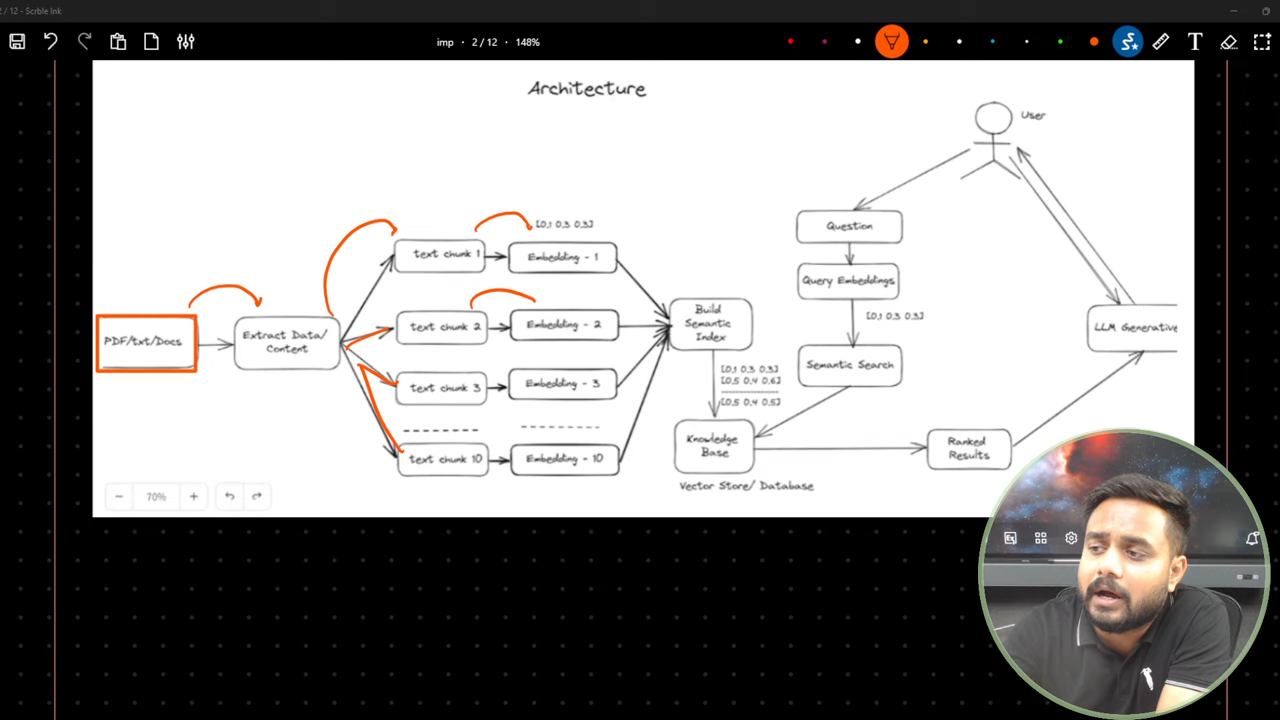 2 / 12 - Scrble Ink
imp • 2 / 12 • 148%
T
Architecture
User
[0,1 0,3 0,3]
Question
text chunk 1
Embedding - 1
Query Embeddings
PDF/txt/Docs
Extract Data/
Content
text chunk 2
Embedding - 2
Build
Semantic
Index
[0,1 0,3 0,3]
LLM Generative
Semantic Search
text chunk 3
Embedding - 3
[0,1 0,3 0,3]
[0,5 0,4 0,6]
[0,5 0,4 0,5]
Knowledge
Base
Ranked
Results
text chunk 10
Embedding - 10
Vector Store/ Database
− 70% +